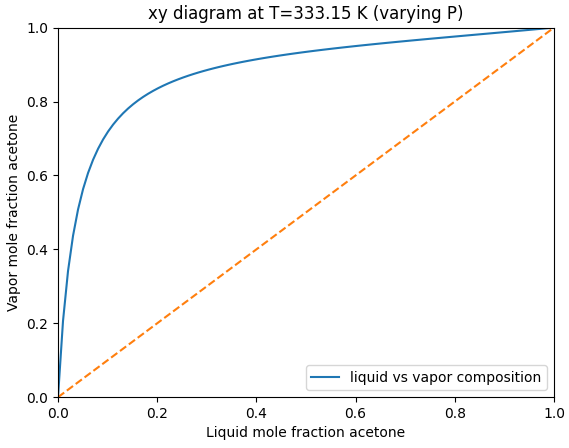 xy diagram at T=333.15 K (varying P)
Vapor mole fraction acetone
1.0
0.8
0.6
0.4
0.2
0.0
0.0 0.2 0.4 0.6 0.8 1.0
liquid vs vapor composition
Liquid mole fraction acetone